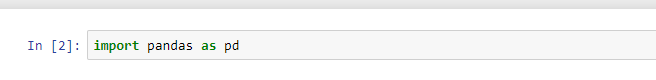 In [2]: import pandas as pd